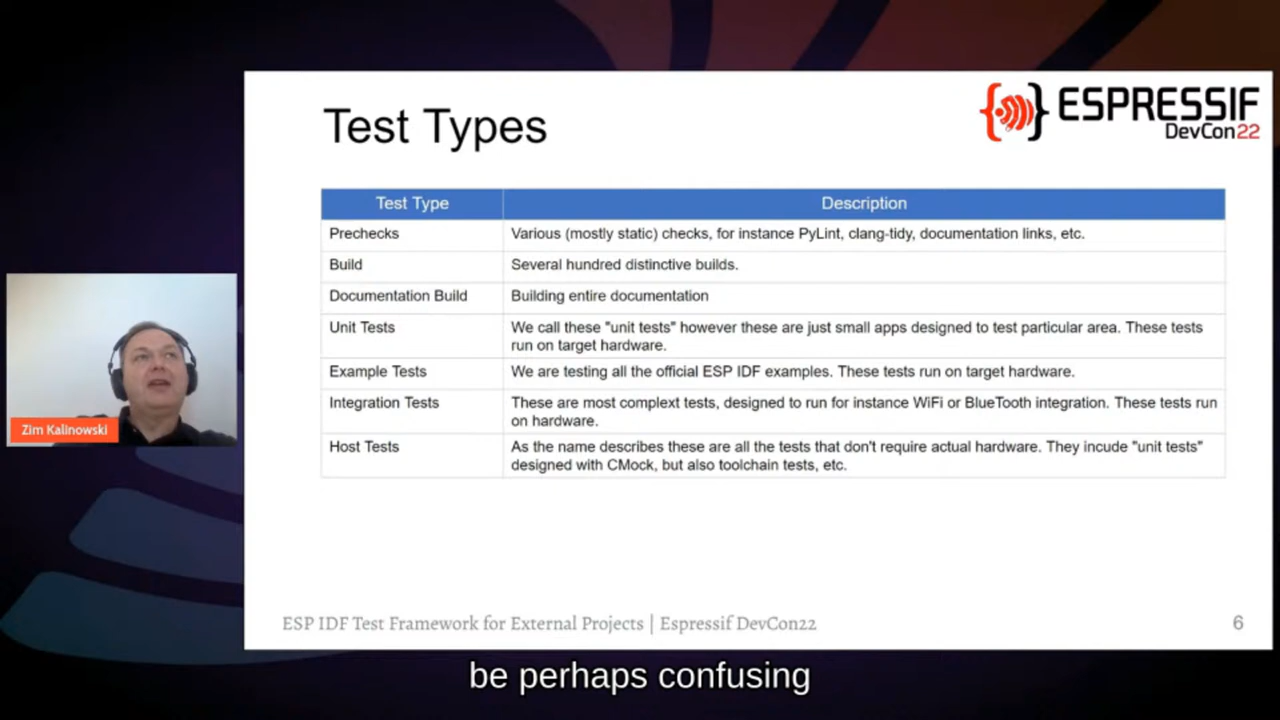 Test Types
ESPRESSIF
DevCon22
Test Type Description
Prechecks Various (mostly static) checks, for instance PyLint, clang-tidy, documentation links, etc.
Build Several hundred distinctive builds.
Documentation Build Building entire documentation
Unit Tests We call these "unit tests" however these are just small apps designed to test particular area. These tests
run on target hardware.
Example Tests We are testing all the official ESP IDF examples. These tests run on target hardware.
Integration Tests These are most complext tests, designed to run for instance WiFi or BlueTooth integration. These tests run
on hardware.
Host Tests As the name describes these are all the tests that don't require actual hardware. They incude "unit tests"
designed with CMock, but also toolchain tests, etc.
Zim Kalinowski
ESP IDF Test Framework for External Projects | Espressif DevCon22 6
be perhaps confusing